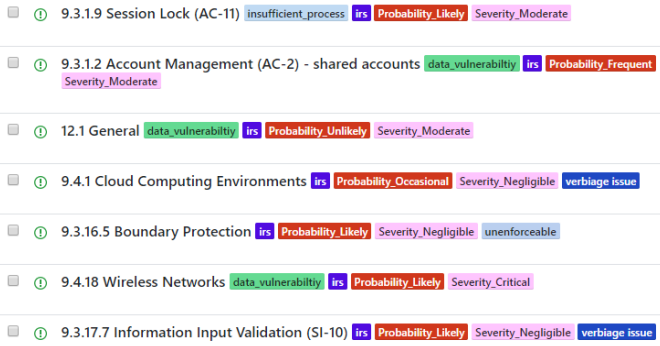 9.3.1.9 Session Lock (AC-11) insufficient_process irs Probability_Likely Severity_Moderate
9.3.1.2 Account Management (AC-2) - shared accounts data_vulnerabiltiy irs Probability_Frequent
Severity_Moderate
12.1 General data_vulnerabiltiy irs Probability_Unlikely Severity_Moderate
9.4.1 Cloud Computing Environments irs Probability_Occasional Severity_Negligible verbiage issue
9.3.16.5 Boundary Protection irs Probability_Likely Severity_Negligible unenforceable
9.4.18 Wireless Networks data_vulnerabiltiy irs Probability_Likely Severity_Critical
9.3.17.7 Information Input Validation (SI-10) irs Probability_Likely Severity_Negligible verbiage issue